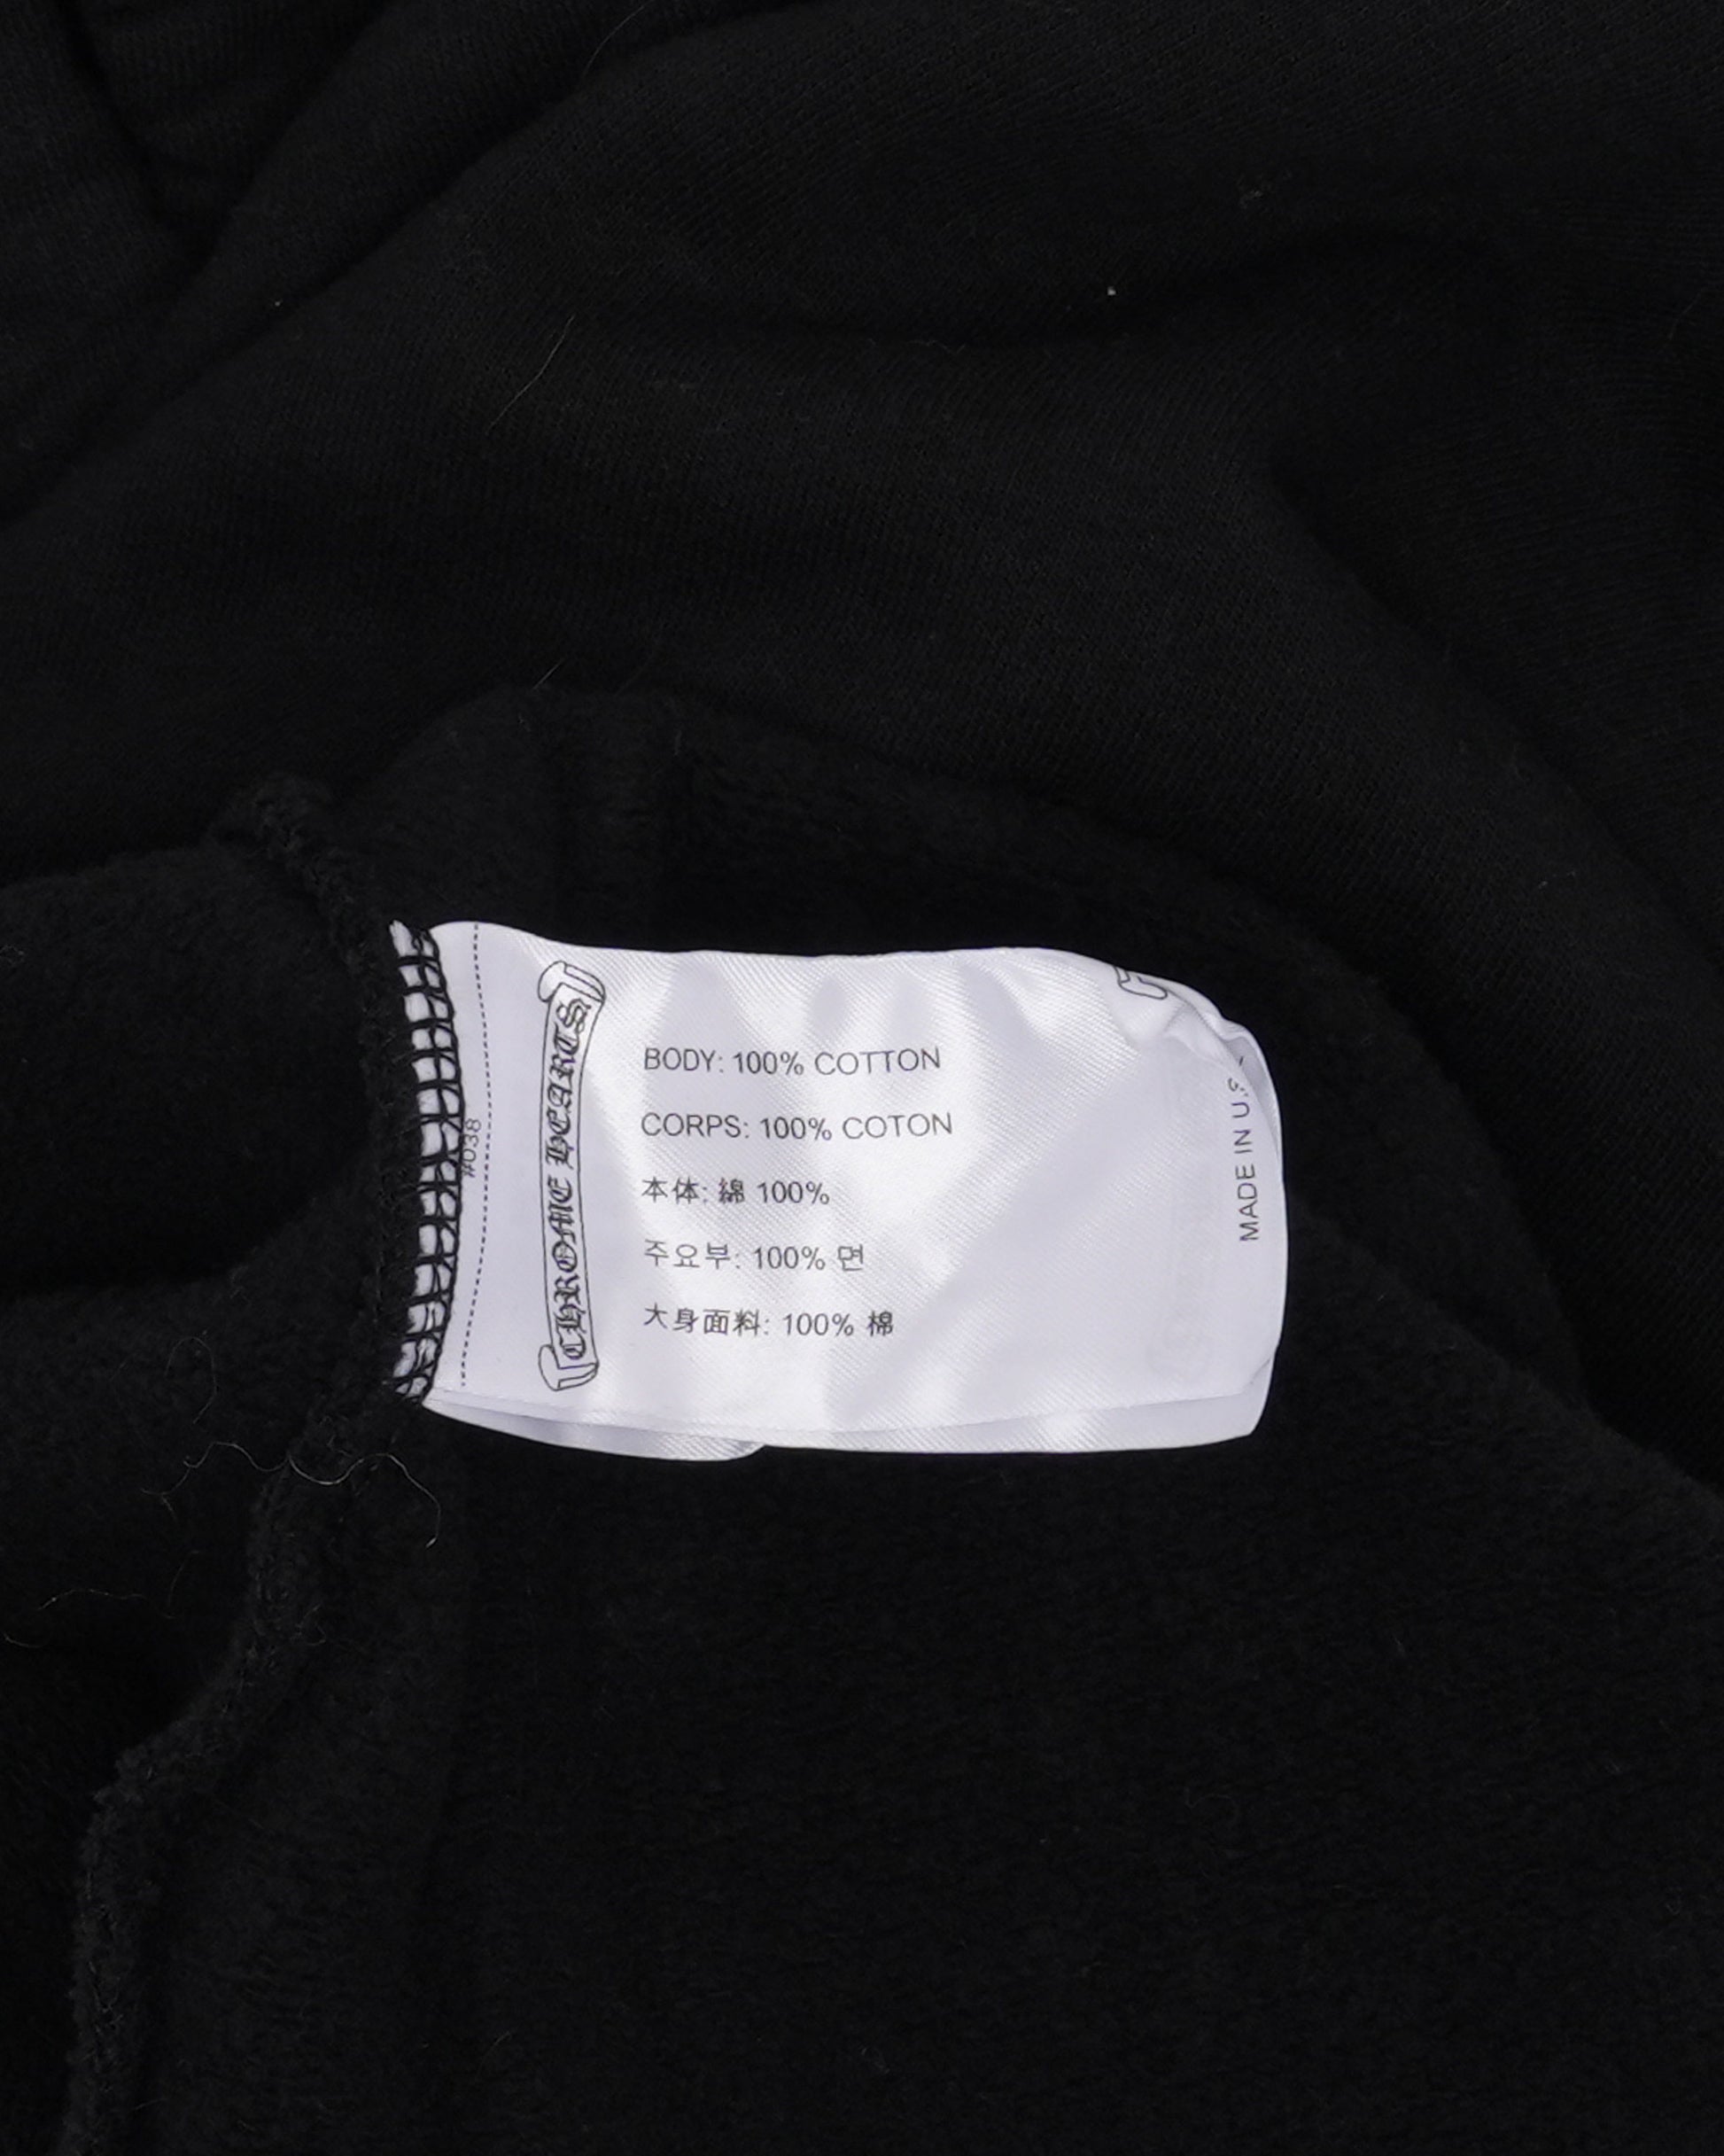 #038
CHROME HEARTS
BODY: 100% COTTON
CORPS: 100% COTON
本体: 綿 100%
주요부: 100% 면
大身面料: 100% 棉
MADE IN U.S.